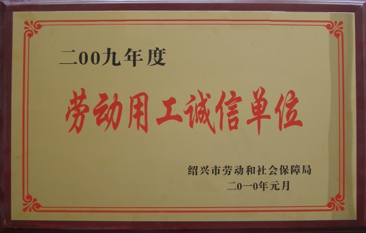 二00九年度
劳动用工诚信单位
绍兴市劳动和社会保障局
二0一0年元月